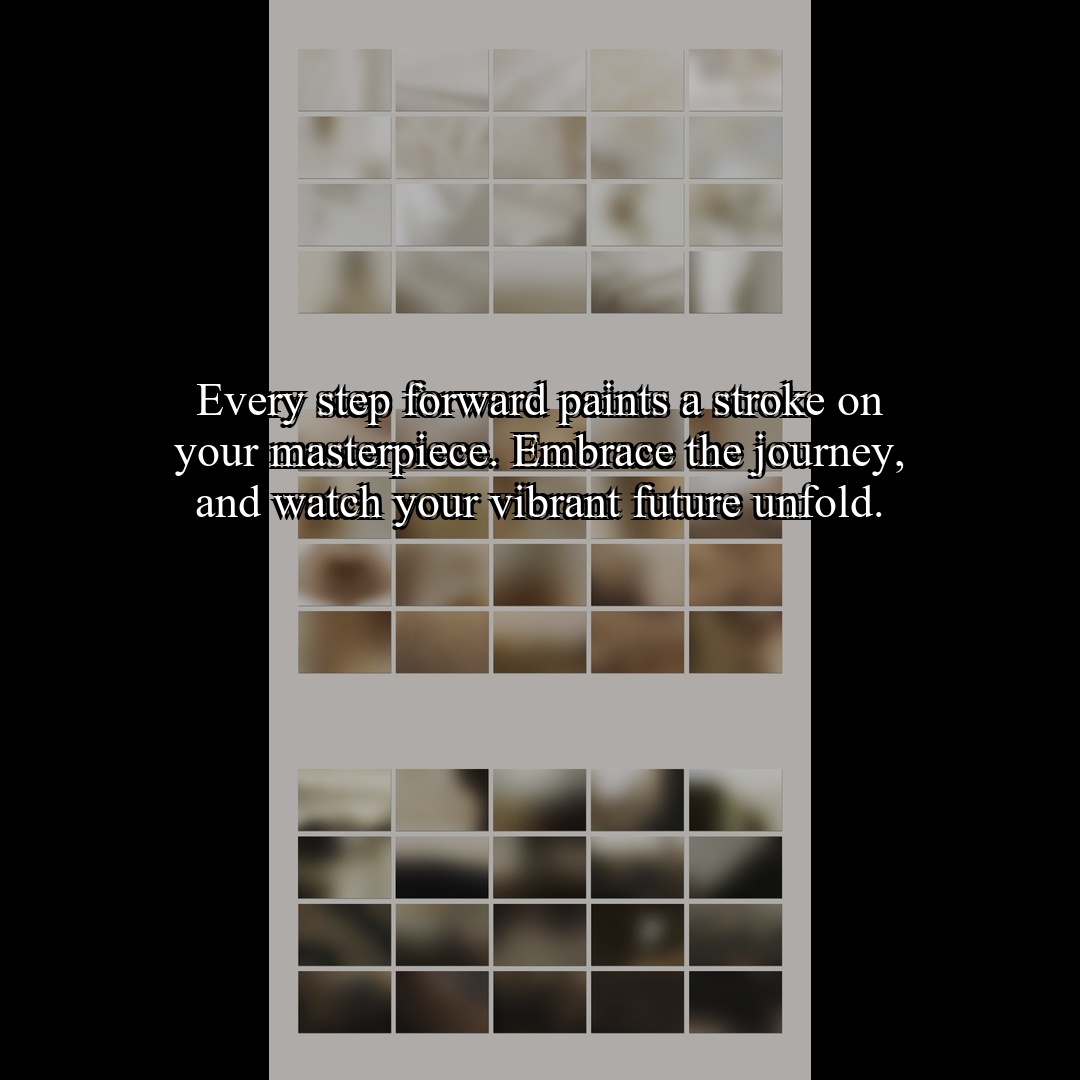 Every step forward paints a stroke on
your masterpiece. Embrace the journey,
and watch your vibrant future unfold.